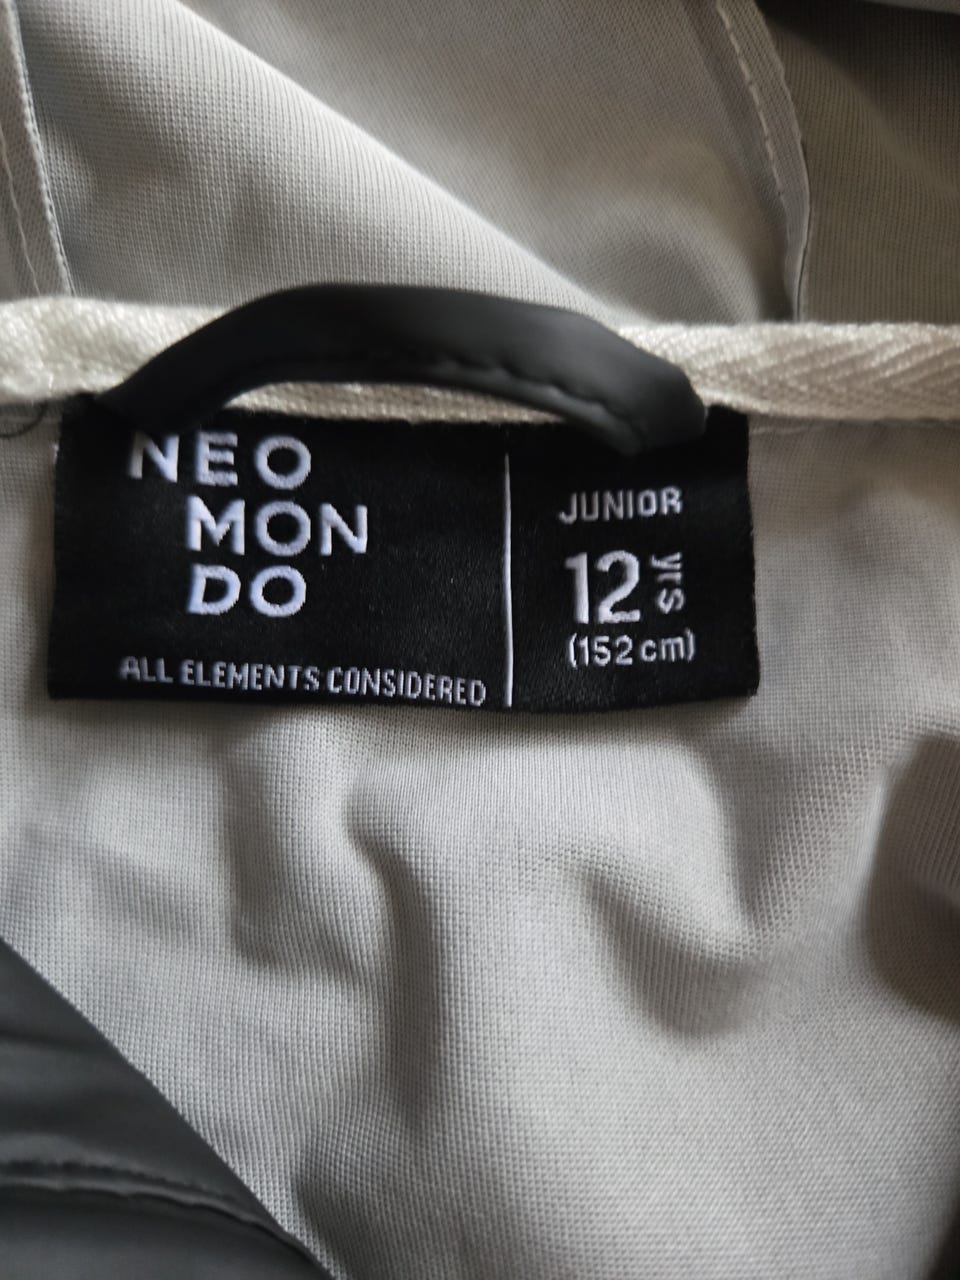 NEO
MON
DO
ALL ELEMENTS CONSIDERED
JUNIOR
12 yrs
(152 cm)